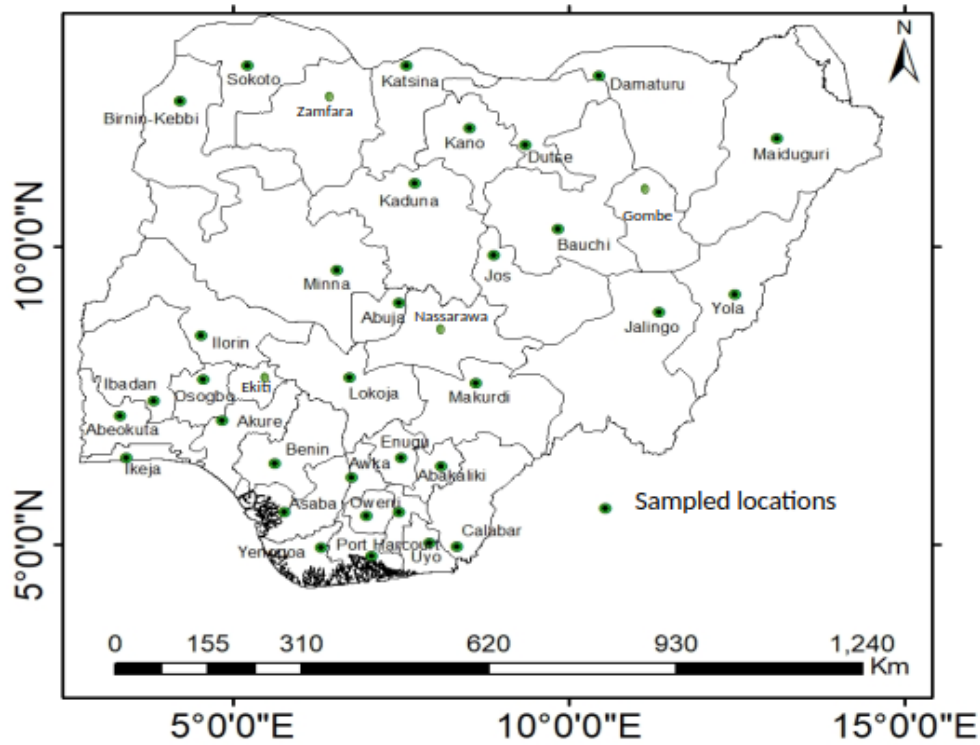 N
Sokoto
Katsina
Damaturu
Zamfara
Birnin-Kebbi
Kano
Dutse
Maiduguri
Kaduna
Gombe
10°0'0"N
Bauchi
Jos
Minna
Abuja
Nassarawa
Yola
Jalingo
Ilorin
Ibadan
Osogbo
Ekiti
Lokoja
Makurdi
Abeokuta
Akure
Benin
Enugu
Ikeja
Awka
Abakaliki
Asaba
Owerri
Sampled locations
Calabar
Yenogoa
Port Harcourt
Uyo
5°0'0"N
0 155 310 620 930 1,240
Km
5°0'0"E 10°0'0"E 15°0'0"E